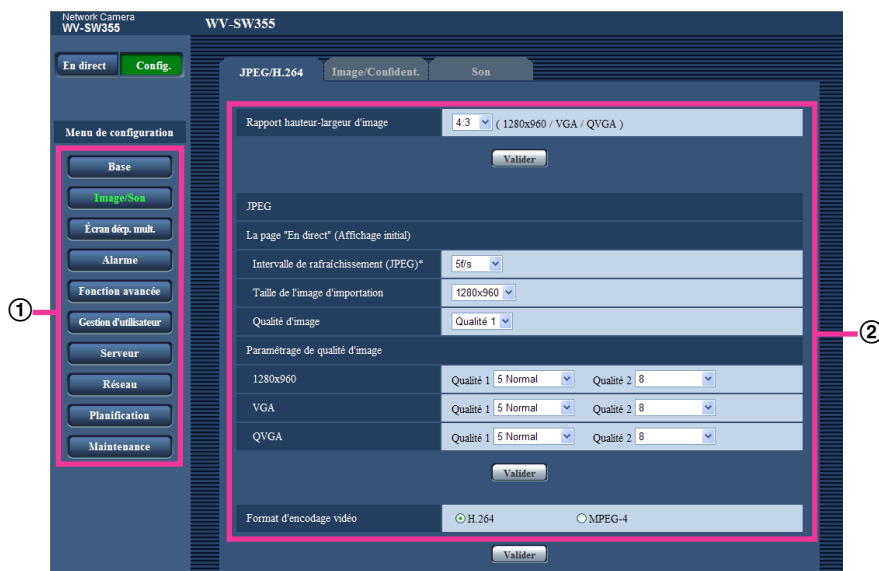 Network Camera
WV-SW355
WV-SW355
En direct
Config.
JPEG/H.264
Image/Confident.
Son
Menu de configuration
Base
Image/Son
Écran déçp. mult.
Alarme
Fonction avancée
Gestion d'utilisateur
Serveur
Réseau
Planification
Maintenance
①
②
Rapport hauteur-largeur d'image
4:3
( 1280x960 / VGA / QVGA )
Valider
JPEG
La page "En direct" (Affichage initial)
Intervalle de rafraîchissement (JPEG)*
5f/s
Taille de l'image d'importation
1280x960
Qualité d'image
Qualité 1
Paramétrage de qualité d'image
1280x960
Qualité 1 5 Normal
Qualité 2 8
VGA
Qualité 1 5 Normal
Qualité 2 8
QVGA
Qualité 1 5 Normal
Qualité 2 8
Valider
Format d'encodage vidéo
H.264
MPEG-4
Valider